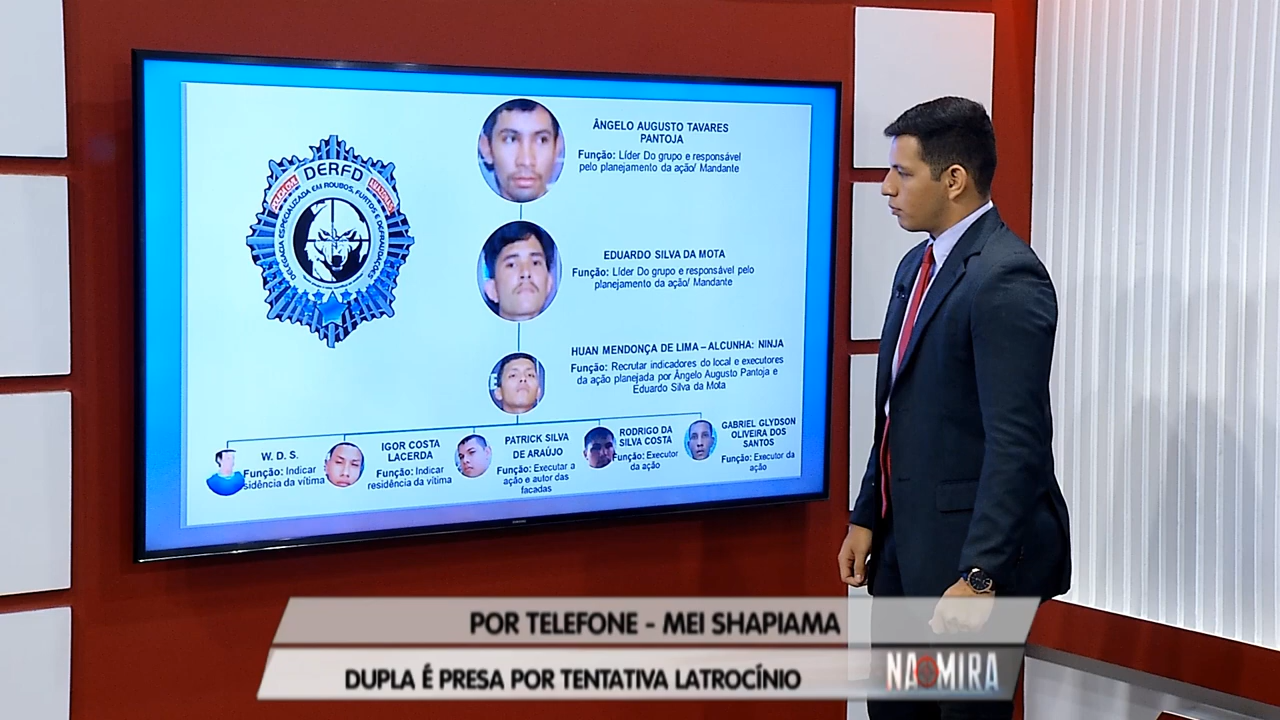 DERFD
POLÍCIA CIVIL
AMAZONAS
DELEGACIA ESPECIALIZADA EM ROUBOS, FURTOS E DEFRAUDAÇÕES
ÂNGELO AUGUSTO TAVARES
PANTOJA
Função: Líder Do grupo e responsável
pelo planejamento da ação/ Mandante
EDUARDO SILVA DA MOTA
Função: Líder Do grupo e responsável pelo
planejamento da ação/ Mandante
HUAN MENDONÇA DE LIMA – ALCUNHA: NINJA
Função: Recrutar indicadores do local e executores
da ação planejada por Ângelo Augusto Pantoja e
Eduardo Silva da Mota
W. D. S.
Função: Indicar
sidência da vítima
IGOR COSTA
LACERDA
Função: Indicar
residência da vítima
PATRICK SILVA
DE ARAÚJO
Função: Executar a
ação e autor das
facadas
RODRIGO DA
SILVA COSTA
Função: Executor
da ação
GABRIEL GLYDSON
OLIVEIRA DOS
SANTOS
Função: Executor da
ação
POR TELEFONE - MEI SHAPIAMA
DUPLA É PRESA POR TENTATIVA LATROCÍNIO
NA MIRA